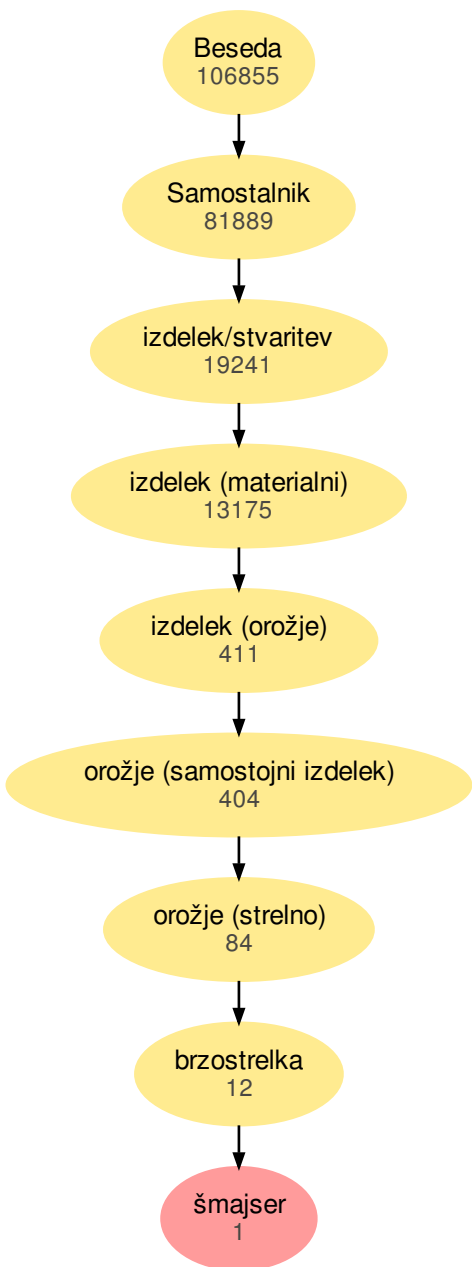 Beseda
106855
Samostalnik
81889
izdelek/stvaritev
19241
izdelek (materialni)
13175
izdelek (orožje)
411
orožje (samostojni izdelek)
404
orožje (strelno)
84
brzostrelka
12
šmajser
1